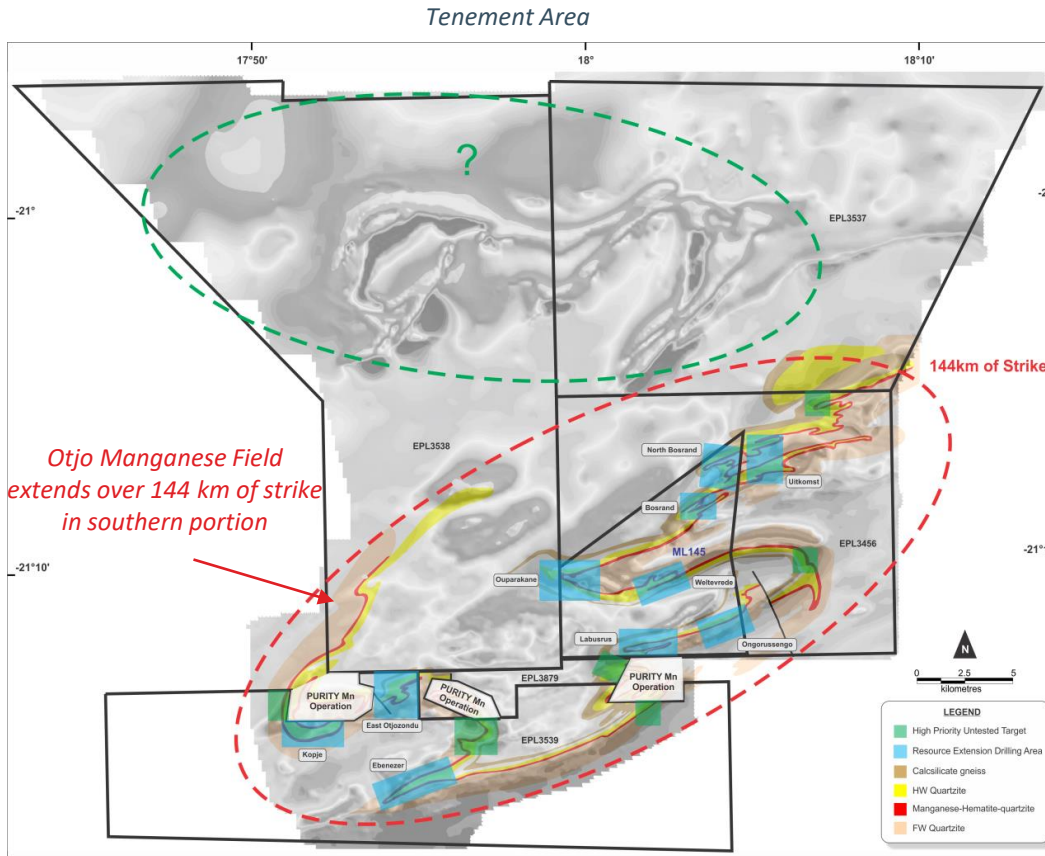 Tenement Area
17°50'
18°
18°10'
?
-21°
EPL3537
144km of Strike
EPL3538
Otjo Manganese Field
extends over 144 km of strike
in southern portion
North Bosrand
Uitkomst
Bosrand
EPL3456
ML145
-21°10'
Ouparakane
Weltevrede
Labusrus
Ongorussengo
N
0 2.5 5
kilometres
EPL3879
PURITY Mn
Operation
PURITY Mn
Operation
PURITY Mn
Operation
East Otjozondu
EPL3539
Kopje
Ebenezer
LEGEND
High Priority Untested Target
Resource Extension Drilling Area
Calcsilicate gneiss
HW Quartzite
Manganese-Hematite-quartzite
FW Quartzite